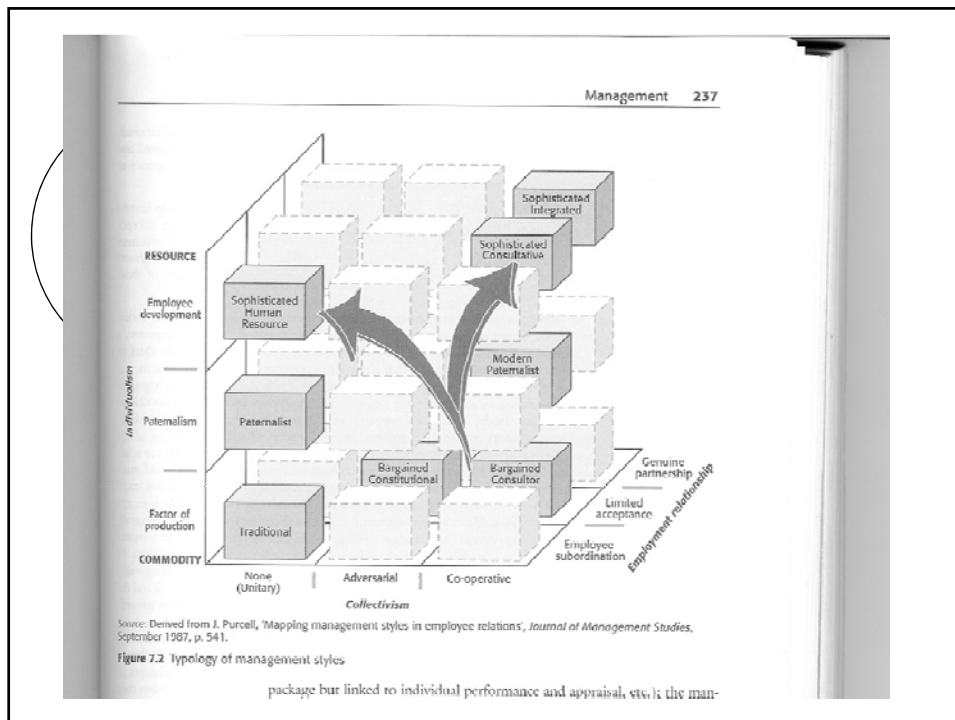 Management 237
Sophisticated
Integrated
Sophisticated
Consultative
RESOURCE
Employee
development
Sophisticated
Human
Resource
Modern
Paternalist
Individualism
Paternalism
Paternalist
Bargained
Constitutional
Bargained
Consultor
Genuine
partnership
Limited
acceptance
Employee
subordination
Employment relationship
Factor of
production
Traditional
COMMODITY
None
(Unitary)
Adversarial
Co-operative
Collectivism
Source: Derived from J. Purcell, 'Mapping management styles in employee relations', Journal of Management Studies,
September 1987, p. 541.
Figure 7.2 Typology of management styles
package but linked to individual performance and appraisal, etc.); the man-